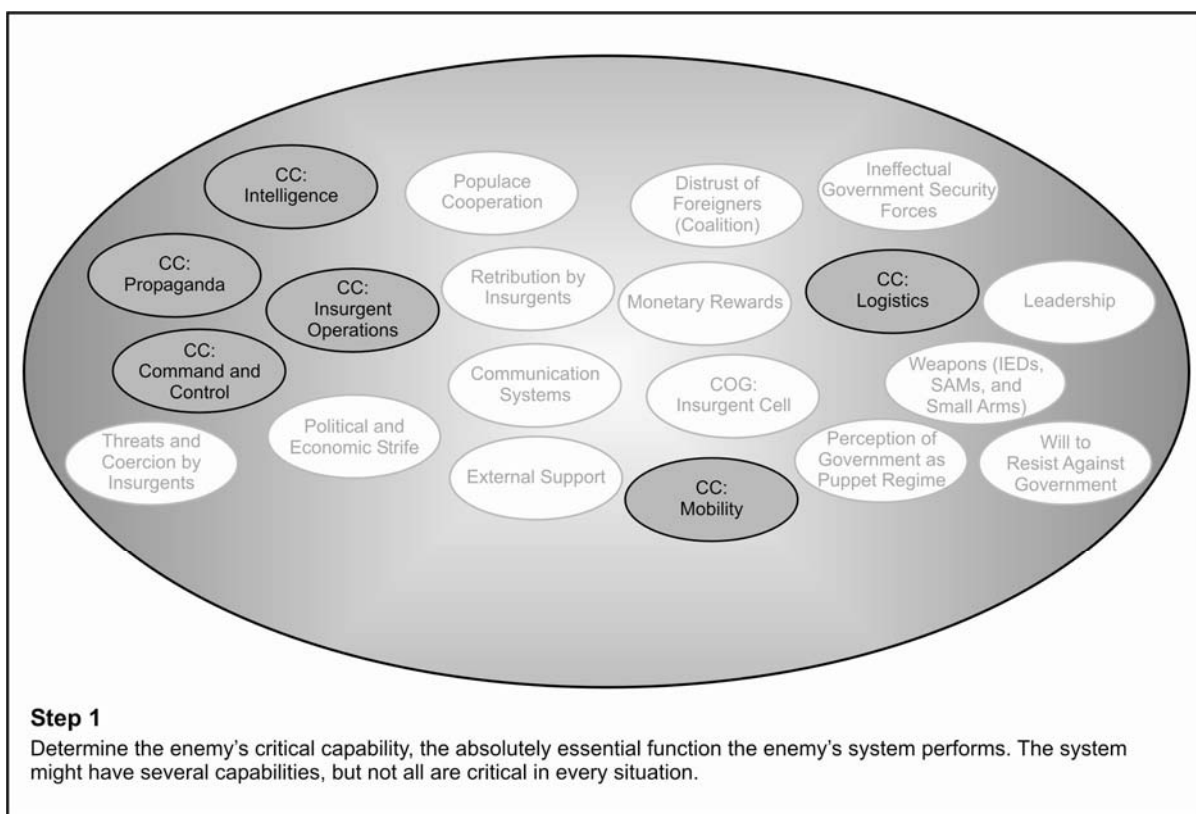 CC:
Intelligence
Populace
Cooperation
Distrust of
Foreigners
(Coalition)
Ineffectual
Government Security
Forces
CC:
Propaganda
CC:
Insurgent
Operations
Retribution by
Insurgents
Monetary Rewards
CC:
Logistics
Leadership
CC:
Command and
Control
Communication
Systems
COG:
Insurgent Cell
Weapons (IEDs,
SAMs, and
Small Arms)
Threats and
Coercion by
Insurgents
Political and
Economic Strife
External Support
CC:
Mobility
Perception of
Government as
Puppet Regime
Will to
Resist Against
Government
Step 1
Determine the enemy's critical capability, the absolutely essential function the enemy's system performs. The system
might have several capabilities, but not all are critical in every situation.